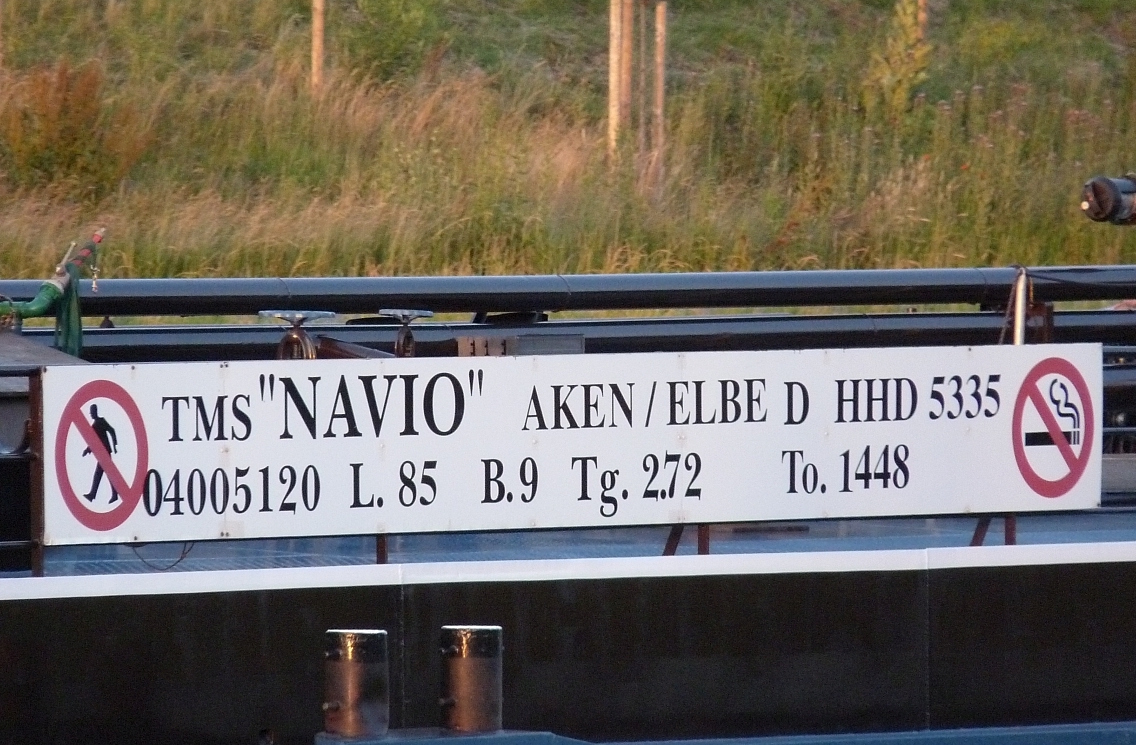 TMS "NAVIO" AKEN / ELBE D HHD 5335
04005120 L. 85 B. 9 Tg. 2.72 To. 1448